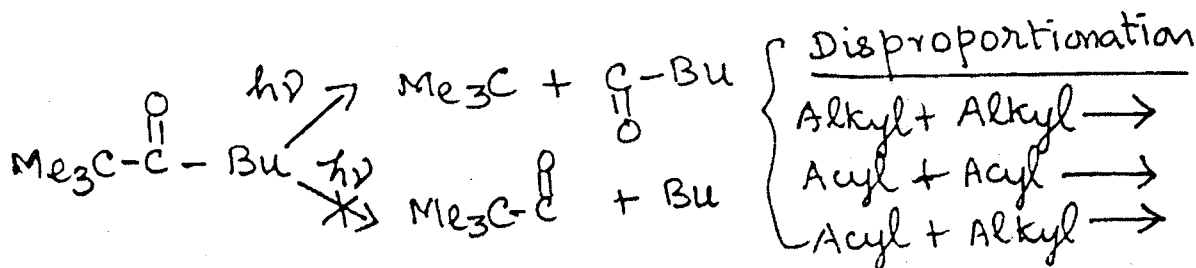 Me3C-C(=O)-Bu
hν
Me3C + C(=O)-Bu
hν
Me3C-C(=O) + Bu
Disproportionation
Alkyl + Alkyl →
Acyl + Acyl →
Acyl + Alkyl →